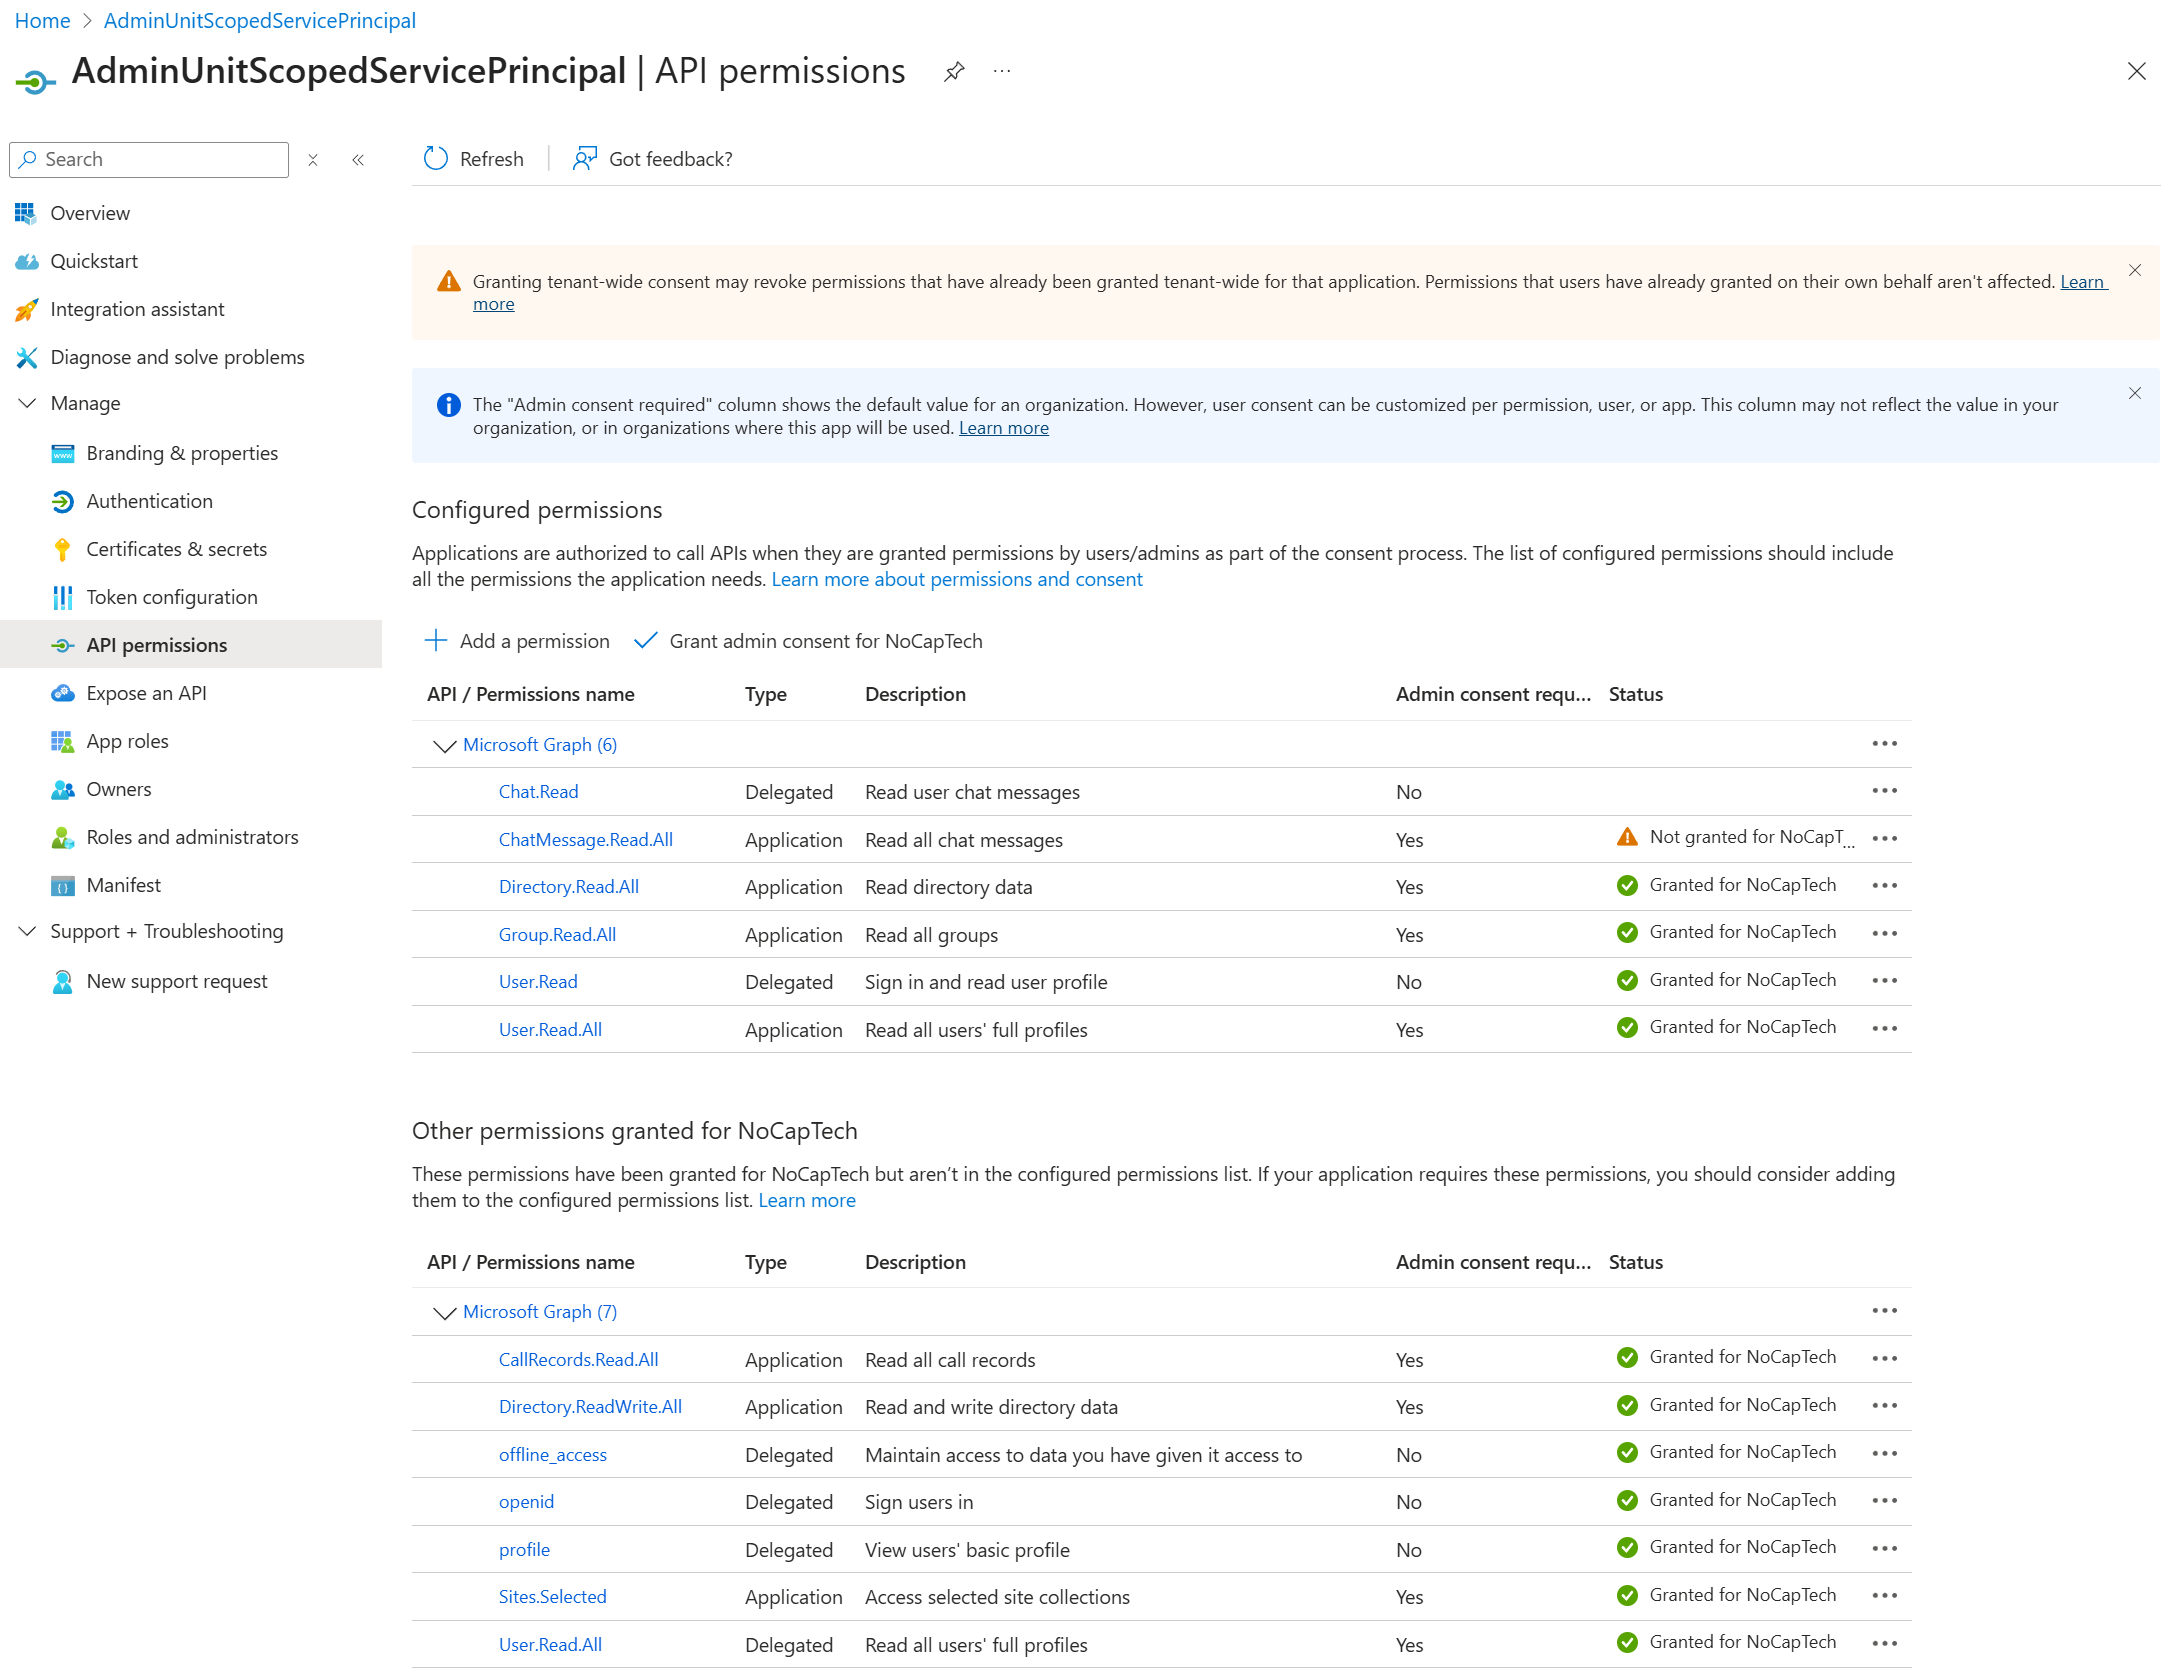 Home > AdminUnitScopedServicePrincipal
AdminUnitScopedServicePrincipal | API permissions
Search
Refresh
Got feedback?
Overview
Quickstart
Integration assistant
Diagnose and solve problems
Manage
Branding & properties
Authentication
Certificates & secrets
Token configuration
API permissions
Expose an API
App roles
Owners
Roles and administrators
Manifest
Support + Troubleshooting
New support request
Granting tenant-wide consent may revoke permissions that have already been granted tenant-wide for that application. Permissions that users have already granted on their own behalf aren't affected. Learn
more
The "Admin consent required" column shows the default value for an organization. However, user consent can be customized per permission, user, or app. This column may not reflect the value in your
organization, or in organizations where this app will be used. Learn more
Configured permissions
Applications are authorized to call APIs when they are granted permissions by users/admins as part of the consent process. The list of configured permissions should include
all the permissions the application needs. Learn more about permissions and consent
Add a permission
Grant admin consent for NoCapTech
API / Permissions name Type Description Admin consent requ... Status
Microsoft Graph (6)
Chat.Read Delegated Read user chat messages No
ChatMessage.Read.All Application Read all chat messages Yes Not granted for NoCapT...
Directory.Read.All Application Read directory data Yes Granted for NoCapTech
Group.Read.All Application Read all groups Yes Granted for NoCapTech
User.Read Delegated Sign in and read user profile No Granted for NoCapTech
User.Read.All Application Read all users' full profiles Yes Granted for NoCapTech
Other permissions granted for NoCapTech
These permissions have been granted for NoCapTech but aren't in the configured permissions list. If your application requires these permissions, you should consider adding
them to the configured permissions list. Learn more
API / Permissions name Type Description Admin consent requ... Status
Microsoft Graph (7)
CallRecords.Read.All Application Read all call records Yes Granted for NoCapTech
Directory.ReadWrite.All Application Read and write directory data Yes Granted for NoCapTech
offline_access Delegated Maintain access to data you have given it access to No Granted for NoCapTech
openid Delegated Sign users in No Granted for NoCapTech
profile Delegated View users' basic profile No Granted for NoCapTech
Sites.Selected Application Access selected site collections Yes Granted for NoCapTech
User.Read.All Delegated Read all users' full profiles Yes Granted for NoCapTech